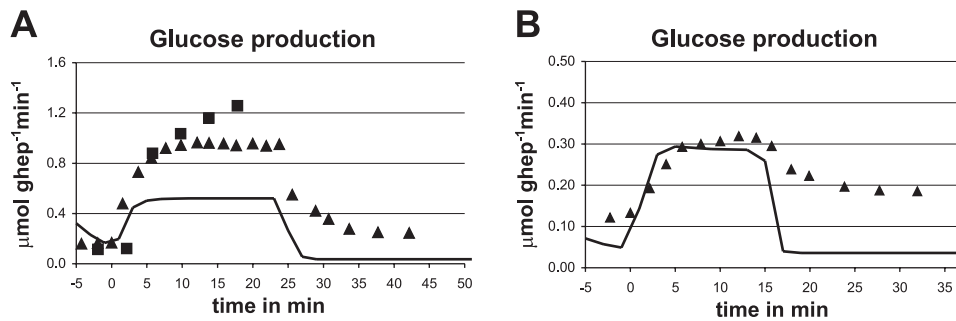 A
Glucose production
μmol ghep⁻¹min⁻¹
1.6
1.2
0.8
0.4
0.0
-5 0 5 10 15 20 25 30 35 40 45 50
time in min
B
Glucose production
μmol ghep⁻¹min⁻¹
0.50
0.40
0.30
0.20
0.10
0.00
-5 0 5 10 15 20 25 30 35
time in min